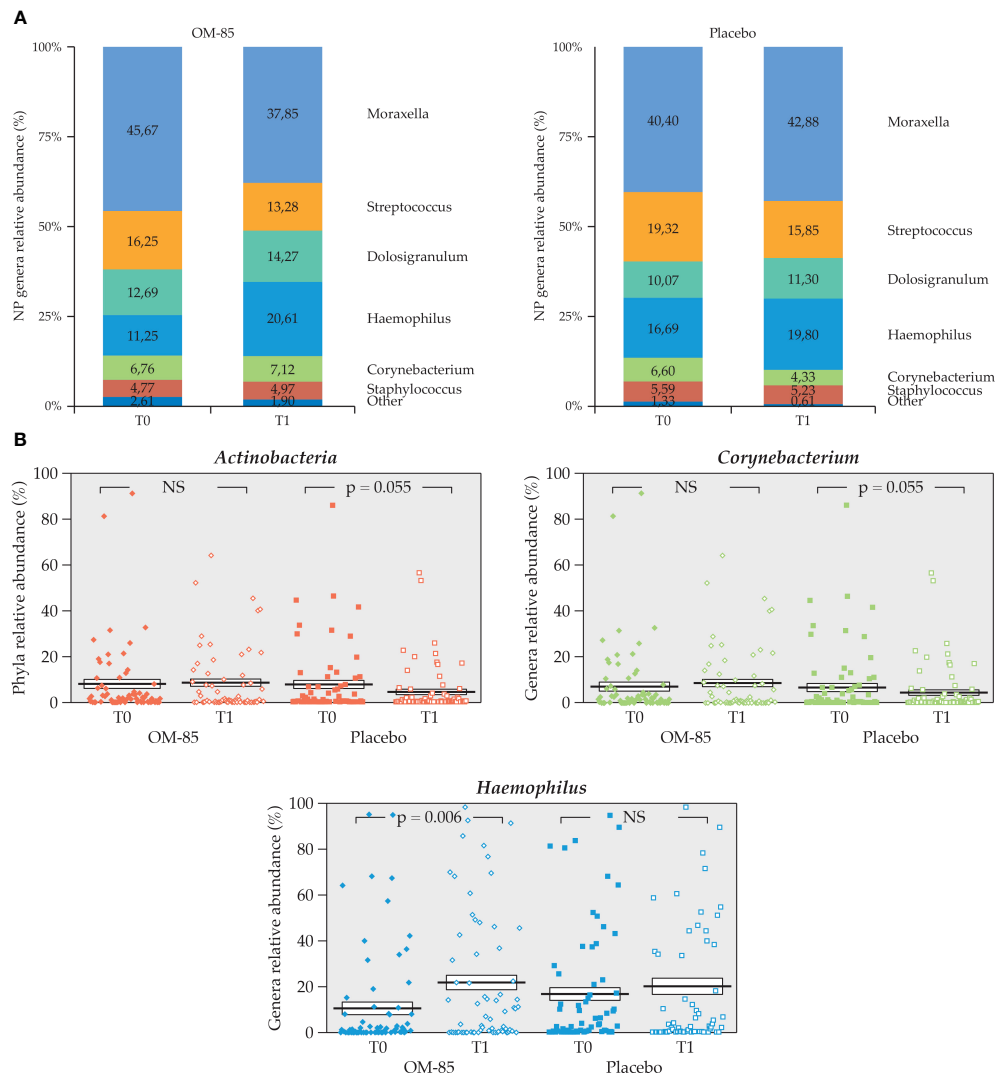 A
OM-85
NP genera relative abundance (%)
100%
75%
50%
25%
0%
45,67
16,25
12,69
11,25
6,76
4,77
2,61
T0
37,85
13,28
14,27
20,61
7,12
4,97
1,90
T1
Moraxella
Streptococcus
Dolosigranulum
Haemophilus
Corynebacterium
Staphylococcus
Other
Placebo
NP genera relative abundance (%)
100%
75%
50%
25%
0%
40,40
19,32
10,07
16,69
6,60
5,59
1,33
T0
42,88
15,85
11,30
19,80
4,33
5,23
0,61
T1
Moraxella
Streptococcus
Dolosigranulum
Haemophilus
Corynebacterium
Staphylococcus
Other
B
Actinobacteria
Phyla relative abundance (%)
100
80
60
40
20
0
NS
p = 0.055
T0
T1
T0
T1
OM-85
Placebo
Corynebacterium
Genera relative abundance (%)
100
80
60
40
20
0
NS
p = 0.055
T0
T1
T0
T1
OM-85
Placebo
Haemophilus
Genera relative abundance (%)
100
80
60
40
20
0
p = 0.006
NS
T0
T1
T0
T1
OM-85
Placebo